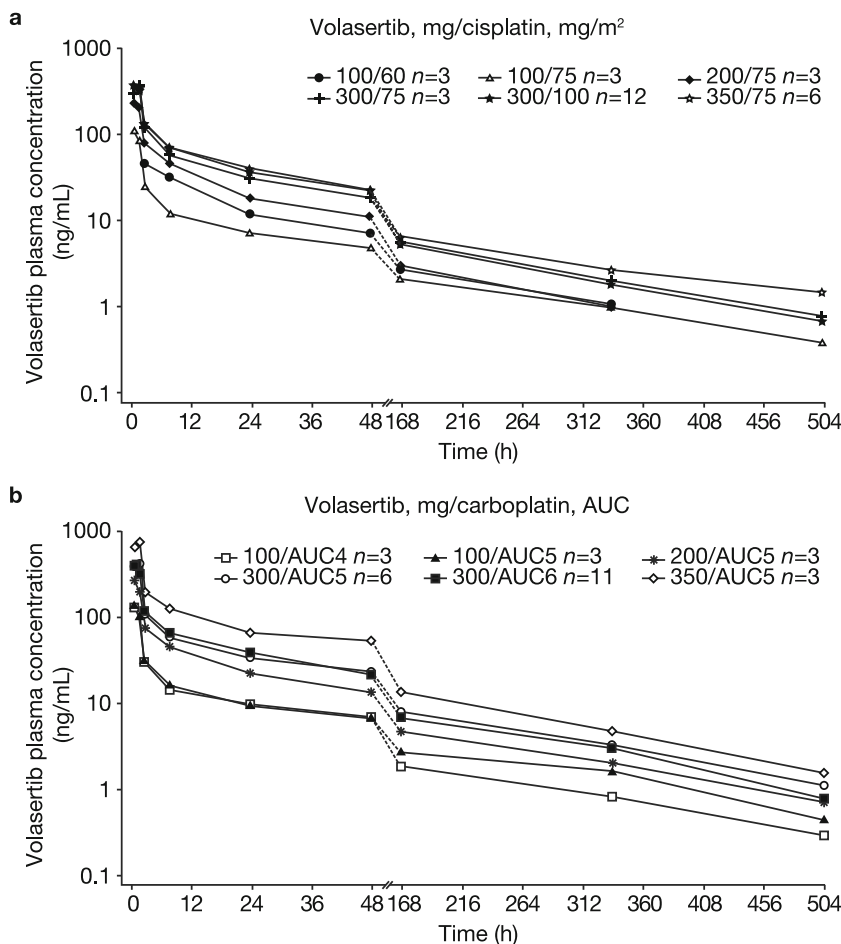 a
Volasertib, mg/cisplatin, mg/m²
100/60 n=3 100/75 n=3 200/75 n=3
300/75 n=3 300/100 n=12 350/75 n=6
1000
100
10
1
0.1
Volasertib plasma concentration
(ng/mL)
0 12 24 36 48 168 216 264 312 360 408 456 504
Time (h)
b
Volasertib, mg/carboplatin, AUC
100/AUC4 n=3 100/AUC5 n=3 200/AUC5 n=3
300/AUC5 n=6 300/AUC6 n=11 350/AUC5 n=3
1000
100
10
1
0.1
Volasertib plasma concentration
(ng/mL)
0 12 24 36 48 168 216 264 312 360 408 456 504
Time (h)